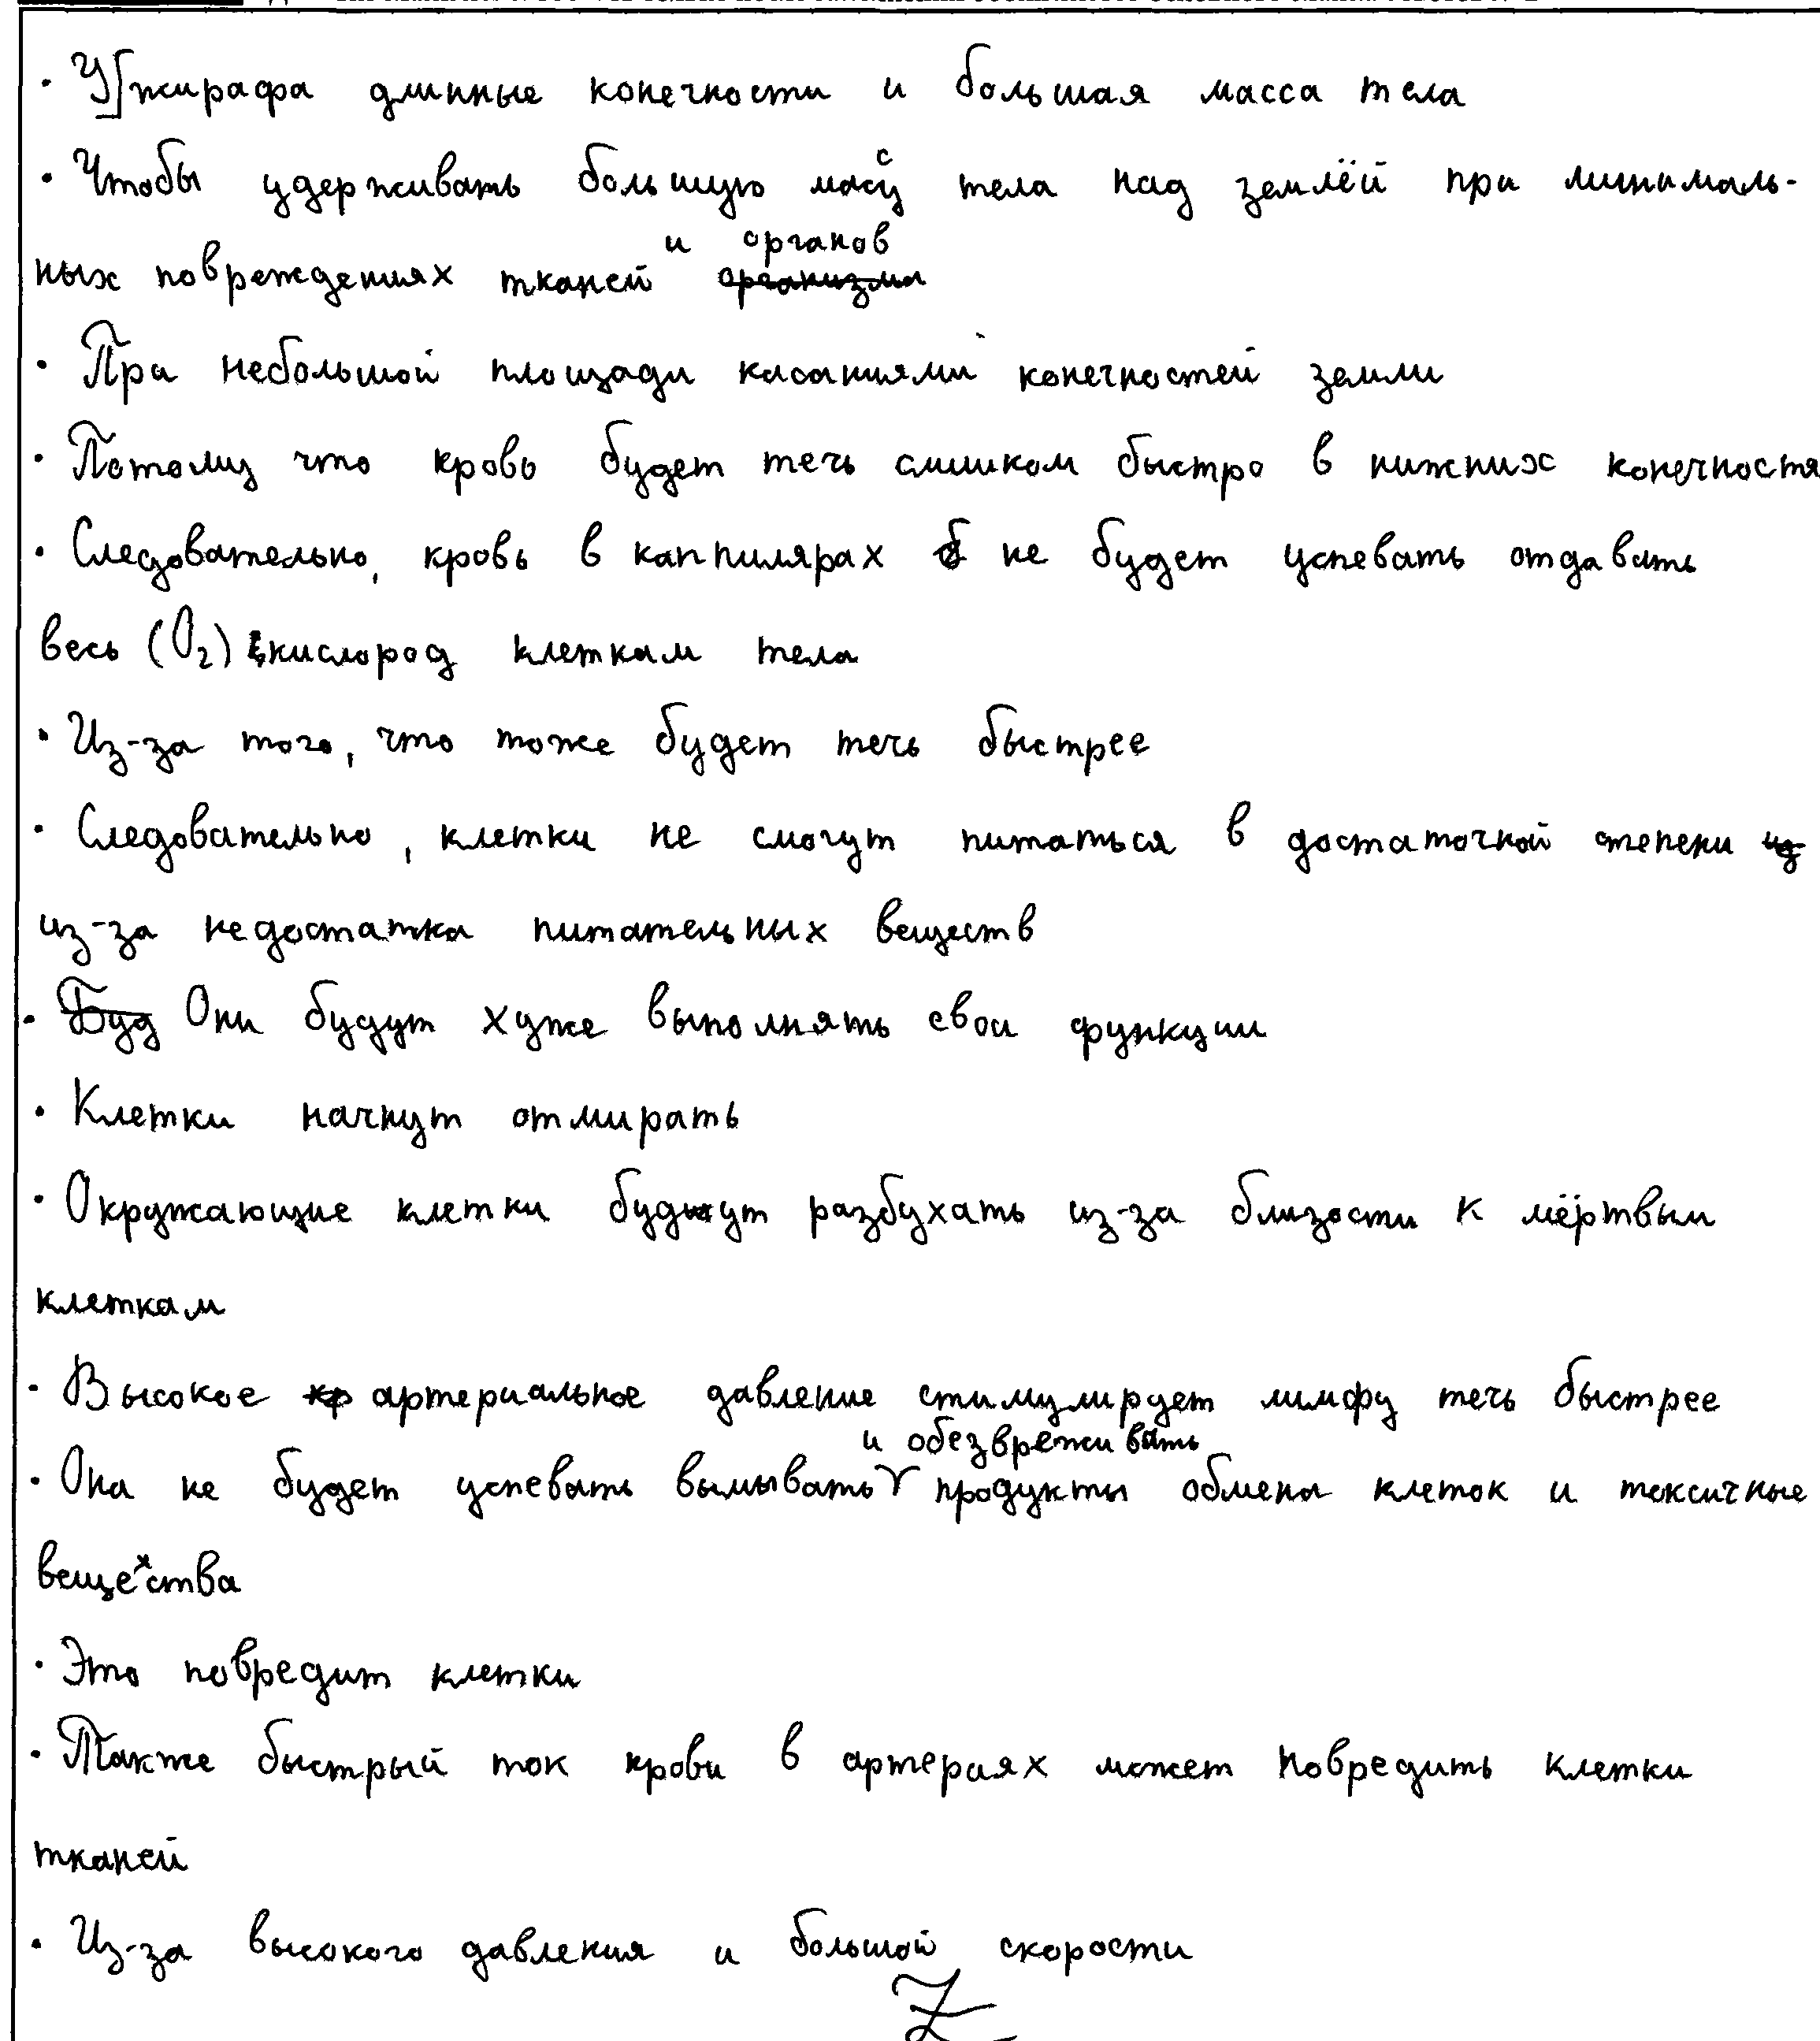 · У жирафа длинные конечности и большая масса тела
· Чтобы удерживать большую массу тела над землёй при минималь-
ных повреждениях тканей и органов организма
· При небольшой площади касаниями конечностей земли
· Потому что кровь будет течь слишком быстро в нижних конечностя
· Следовательно, кровь в каппилярах не будет успевать отдавать
весь (O₂) кислород клеткам тела
· Из-за того, что тоже будет течь быстрее
· Следовательно, клетки не смогут питаться в достаточной степени из
из-за недостатка питательных веществ
· Буд Они будут хуже выполнять свои функции
· Клетки начнут отмирать
· Окружающие клетки будут разбухать из-за близости к мёртвым
клеткам
· Высокое кр артериальное давление стимулирует лимфу течь быстрее
· Она не будет успевать вымывать и обезвреживать продукты обмена клеток и токсичные
вещества
· Это повредит клетки
· Также быстрый ток крови в артериях может повредить клетки
тканей
· Из-за высокого давления и большой скорости
Z